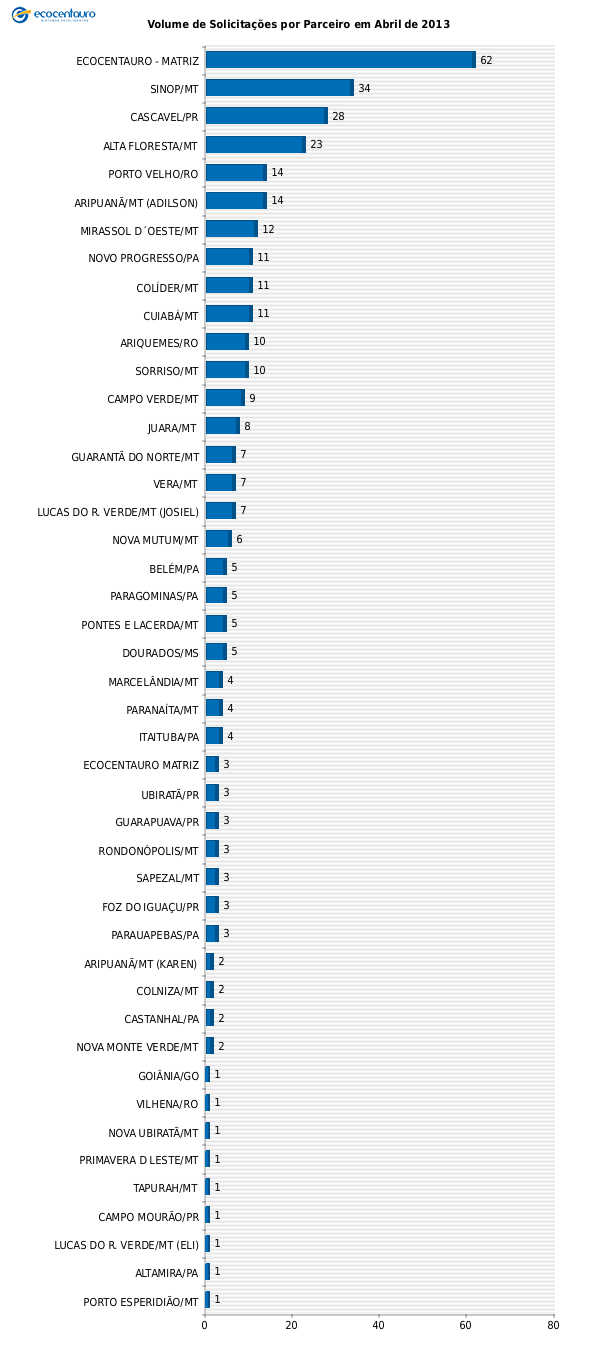 ecocentauro
Volume de Solicitações por Parceiro em Abril de 2013
ECOCENTAURO - MATRIZ 62
SINOP/MT 34
CASCAVEL/PR 28
ALTA FLORESTA/MT 23
PORTO VELHO/RO 14
ARIPUANÃ/MT (ADILSON) 14
MIRASSOL D´OESTE/MT 12
NOVO PROGRESSO/PA 11
COLÍDER/MT 11
CUIABÁ/MT 11
ARIQUEMES/RO 10
SORRISO/MT 10
CAMPO VERDE/MT 9
JUARA/MT 8
GUARANTÃ DO NORTE/MT 7
VERA/MT 7
LUCAS DO R. VERDE/MT (JOSIEL) 7
NOVA MUTUM/MT 6
BELÉM/PA 5
PARAGOMINAS/PA 5
PONTES E LACERDA/MT 5
DOURADOS/MS 5
MARCELÂNDIA/MT 4
PARANAÍTA/MT 4
ITAITUBA/PA 4
ECOCENTAURO MATRIZ 3
UBIRATÃ/PR 3
GUARAPUAVA/PR 3
RONDONÓPOLIS/MT 3
SAPEZAL/MT 3
FOZ DO IGUAÇU/PR 3
PARAUAPEBAS/PA 3
ARIPUANÃ/MT (KAREN) 2
COLNIZA/MT 2
CASTANHAL/PA 2
NOVA MONTE VERDE/MT 2
GOIÂNIA/GO 1
VILHENA/RO 1
NOVA UBIRATÃ/MT 1
PRIMAVERA D LESTE/MT 1
TAPURAH/MT 1
CAMPO MOURÃO/PR 1
LUCAS DO R. VERDE/MT (ELI) 1
ALTAMIRA/PA 1
PORTO ESPERIDIÃO/MT 1
0 20 40 60 80